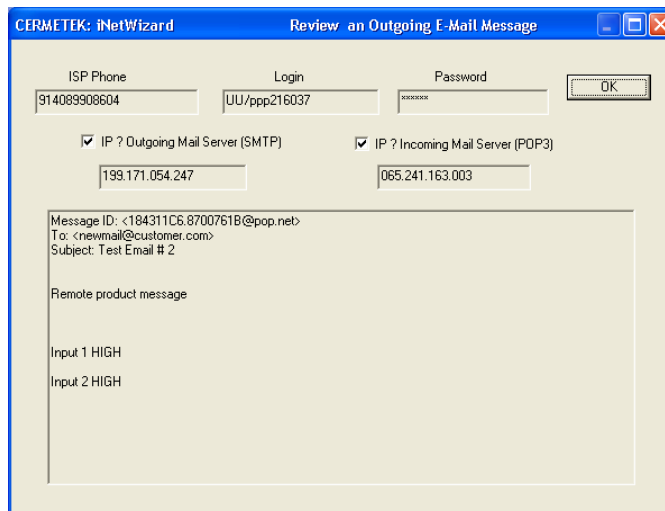 CERMETEK: iNetWizard Review an Outgoing E-Mail Message
ISP Phone Login Password
914089908604 UU/ppp216037 ****** OK
IP ? Outgoing Mail Server (SMTP) IP ? Incoming Mail Server (POP3)
199.171.054.247 065.241.163.003
Message ID: <184311C6.8700761B@pop.net>
To: <newmail@customer.com>
Subject: Test Email # 2
Remote product message
Input 1 HIGH
Input 2 HIGH